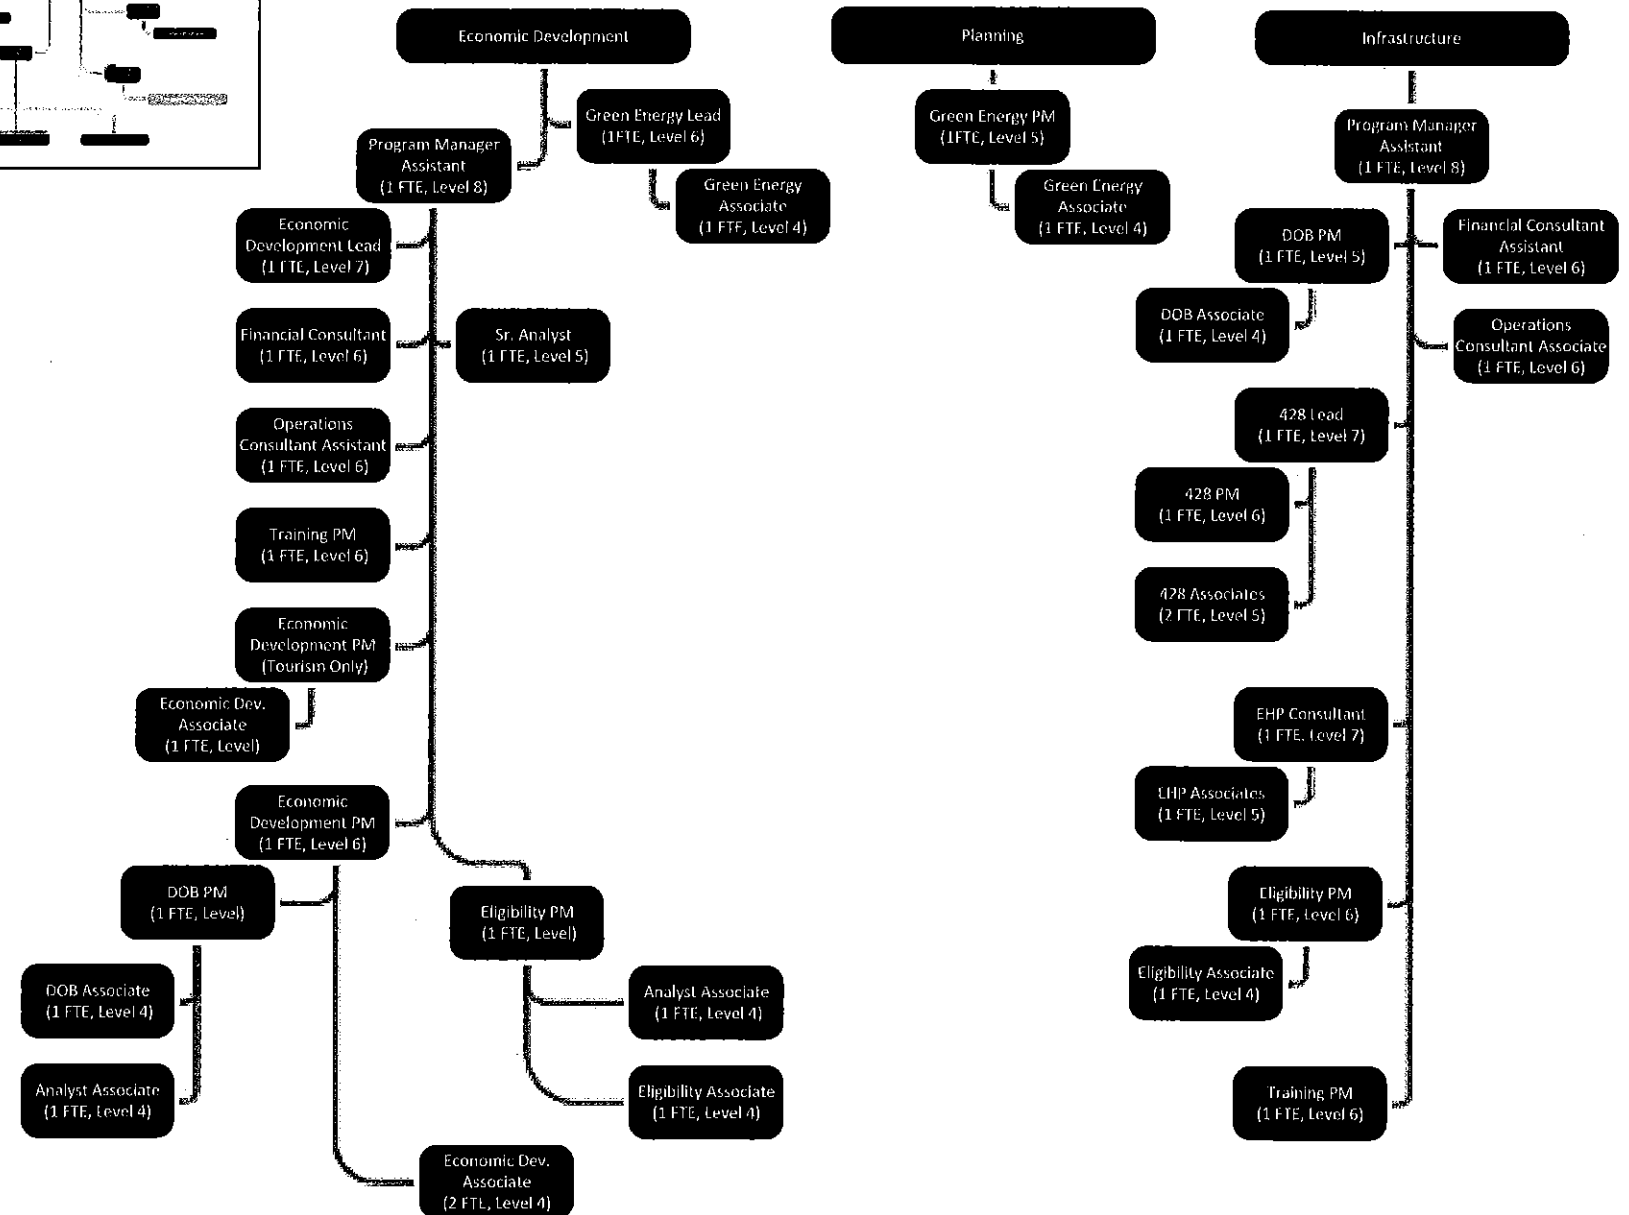 Economic Development
Green Energy Lead
(1FTE, Level 6)
Program Manager
Assistant
(1 FTE, Level 8)
Green Energy
Associate
(1 FTE, Level 4)
Economic
Development Lead
(1 FTE, Level 7)
Financial Consultant
(1 FTE, Level 6)
Sr. Analyst
(1 FTE, Level 5)
Operations
Consultant Assistant
(1 FTE, Level 6)
Training PM
(1 FTE, Level 6)
Economic
Development PM
(Tourism Only)
Economic Dev.
Associate
(1 FTE, Level)
Economic
Development PM
(1 FTE, Level 6)
DOB PM
(1 FTE, Level)
Eligibility PM
(1 FTE, Level)
DOB Associate
(1 FTE, Level 4)
Analyst Associate
(1 FTE, Level 4)
Analyst Associate
(1 FTE, Level 4)
Eligibility Associate
(1 FTE, Level 4)
Economic Dev.
Associate
(2 FTE, Level 4)
Planning
Green Energy PM
(1FTE, Level 5)
Green Energy
Associate
(1 FTE, Level 4)
Infrastructure
Program Manager
Assistant
(1 FTE, Level 8)
DOB PM
(1 FTE, Level 5)
Financial Consultant
Assistant
(1 FTE, Level 6)
DOB Associate
(1 FTE, Level 4)
Operations
Consultant Associate
(1 FTE, Level 6)
428 Lead
(1 FTE, Level 7)
428 PM
(1 FTE, Level 6)
428 Associates
(2 FTE, Level 5)
EHP Consultant
(1 FTE, Level 7)
EHP Associates
(1 FTE, Level 5)
Eligibility PM
(1 FTE, Level 6)
Eligibility Associate
(1 FTE, Level 4)
Training PM
(1 FTE, Level 6)